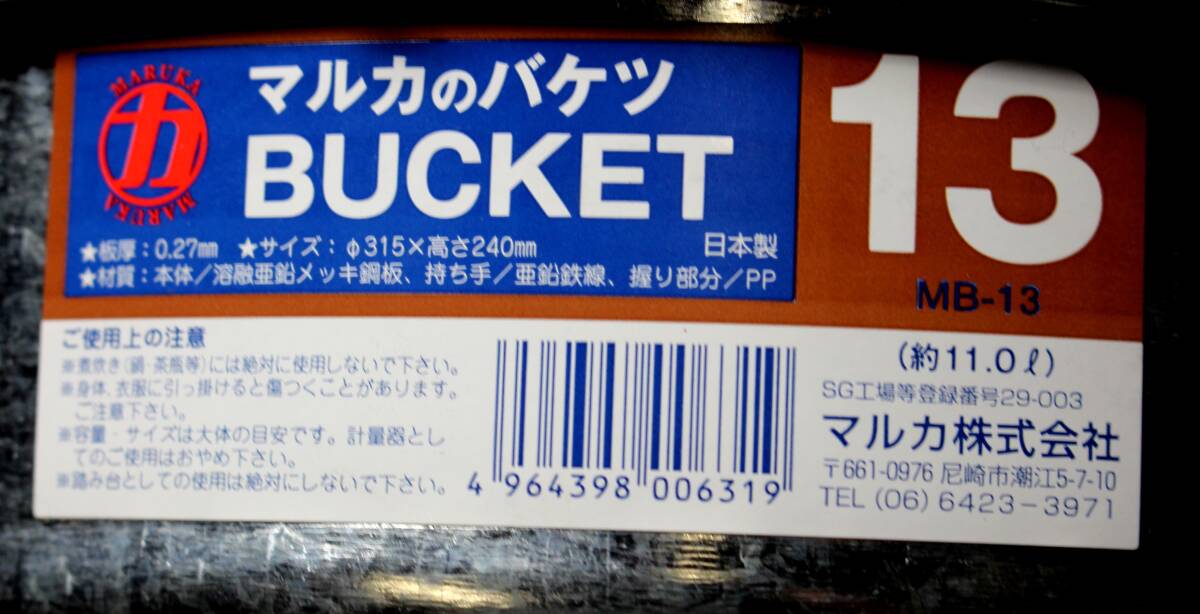 MARUKA
カ
MARUKA
マルカのバケツ
BUCKET
★板厚：0.27㎜ ★サイズ：φ315×高さ240㎜ 日本製
★材質：本体／溶融亜鉛メッキ鋼板、持ち手／亜鉛鉄線、握り部分／PP
13
MB-13
ご使用上の注意
※煮炊き（鍋・茶瓶等）には絶対に使用しないで下さい。
※身体、衣服に引っ掛けると傷つくことがあります。
ご注意下さい。
※容量・サイズは大体の目安です。計量器とし
てのご使用はおやめ下さい。
※踏み台としての使用は絶対にしないで下さい。
4 964398 006319
（約11.0ℓ）
SG工場等登録番号29-003
マルカ株式会社
〒661-0976 尼崎市潮江5-7-10
TEL (06) 6423－3971